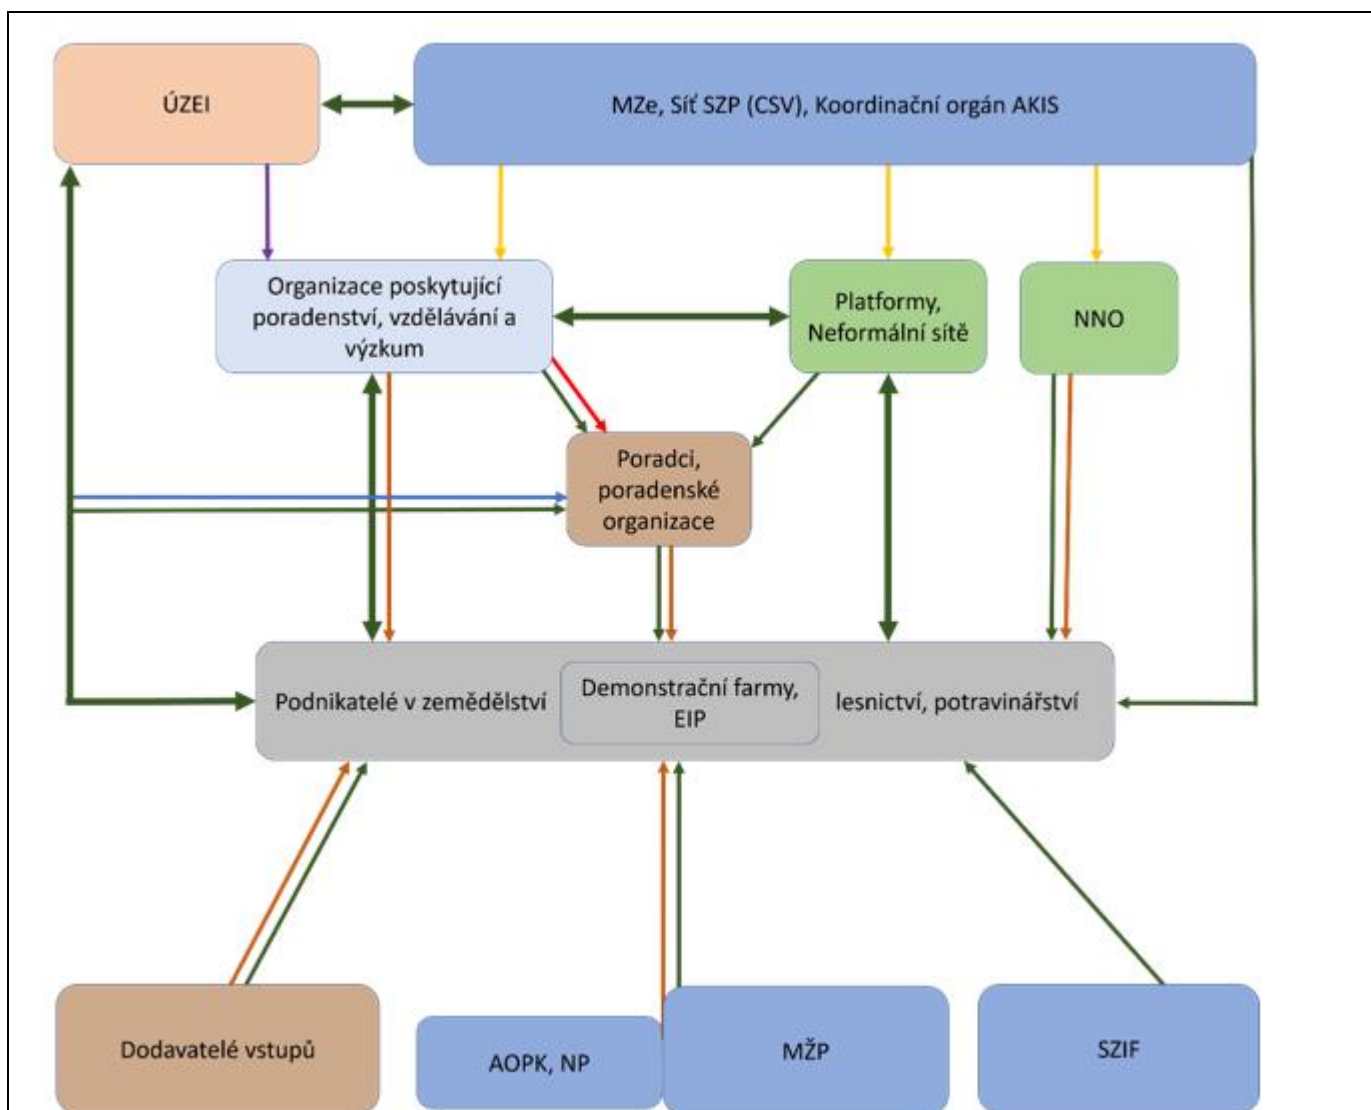 ÚZEI
MZe, Síť SZP (CSV), Koordinační orgán AKIS
Organizace poskytující
poradenství, vzdělávání a
výzkum
Platformy,
Neformální sítě
NNO
Poradci,
poradenské
organizace
Podnikatelé v zemědělství
Demonstrační farmy,
EIP
lesnictví, potravinářství
Dodavatelé vstupů
AOPK, NP
MŽP
SZIF